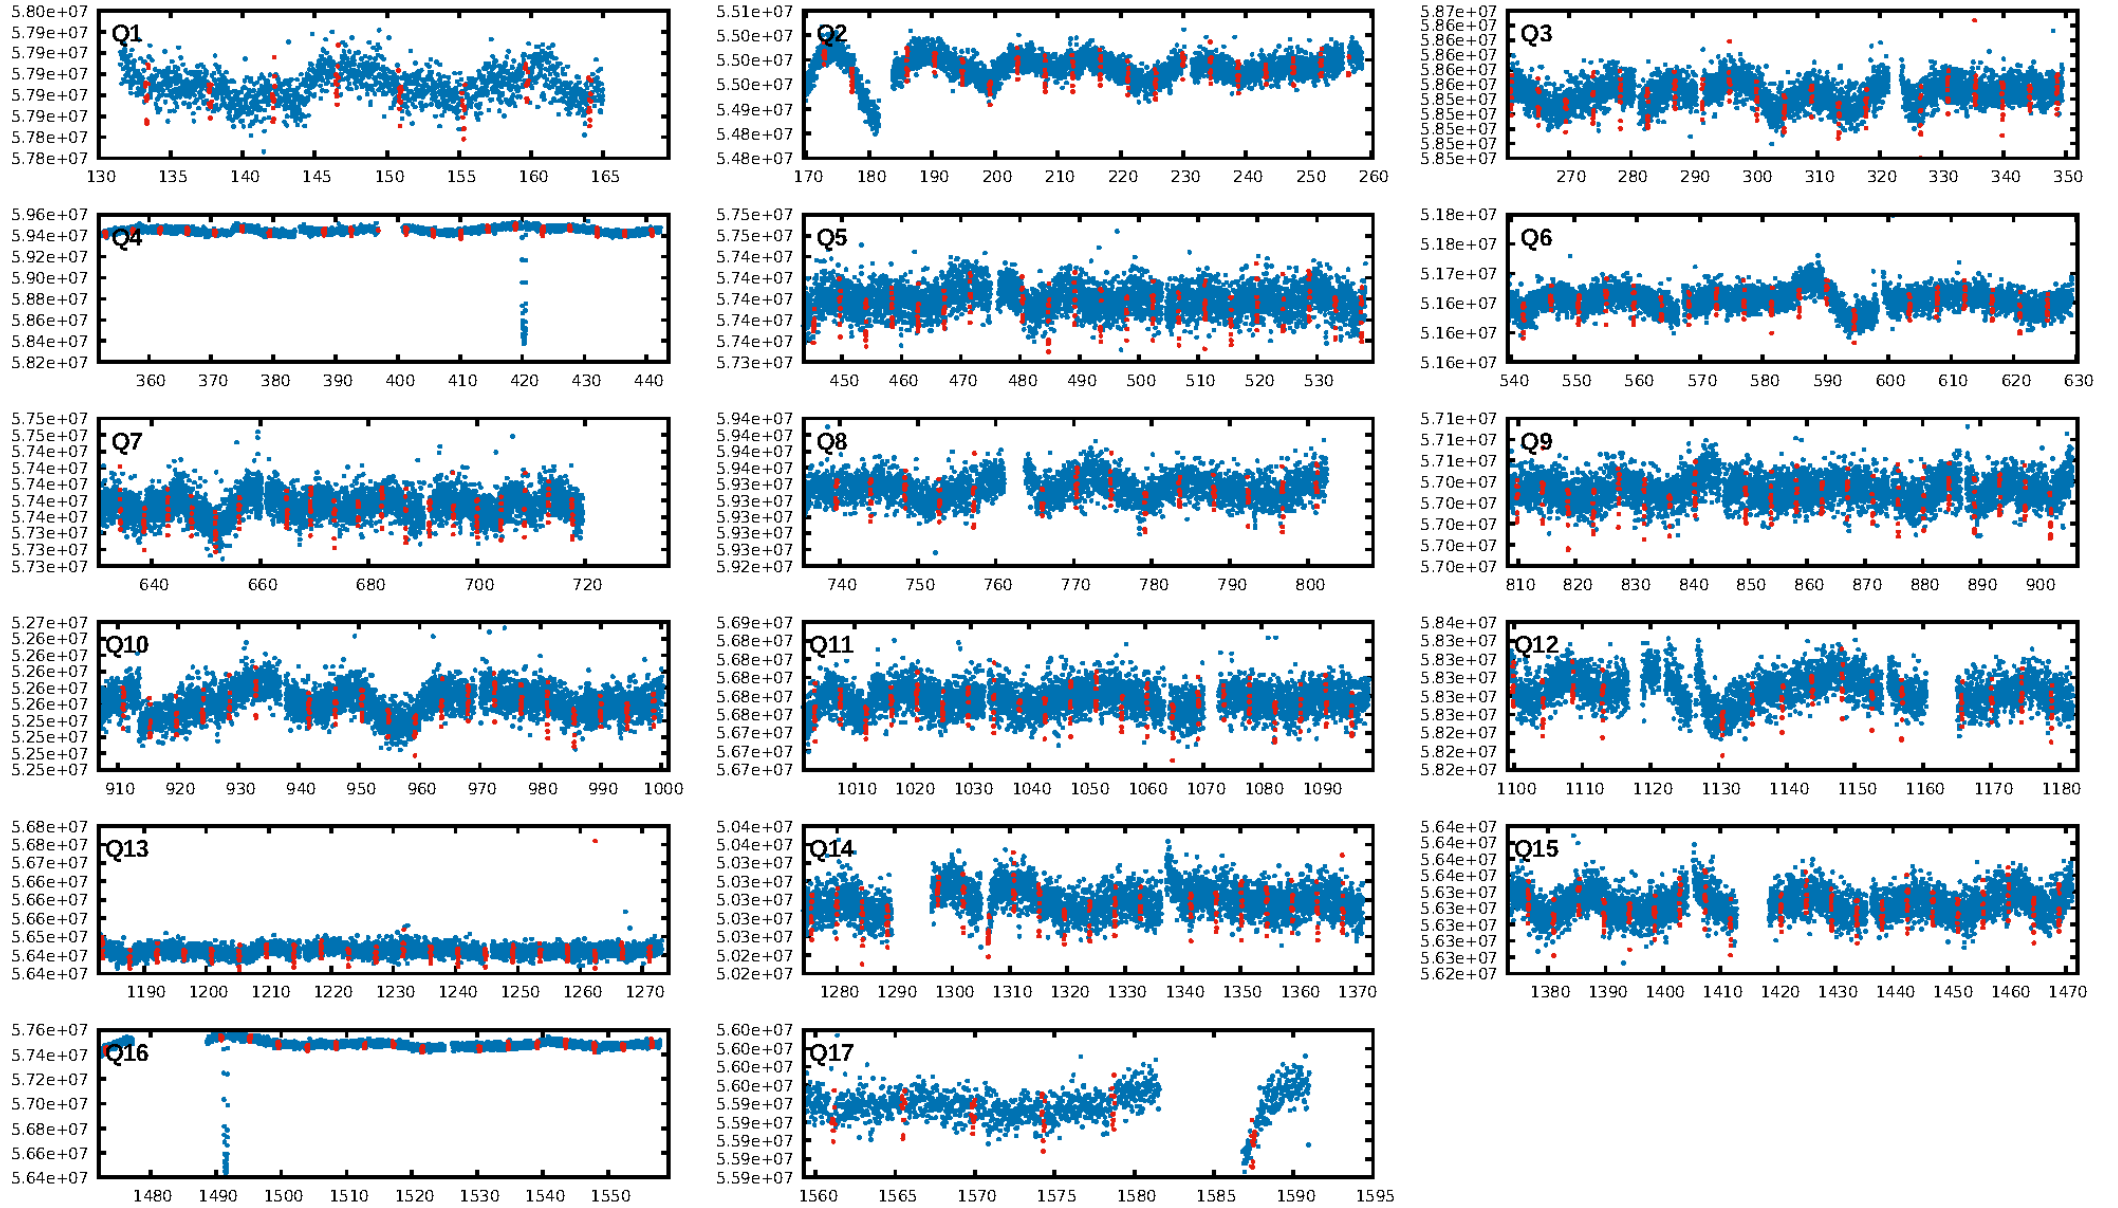 5.80e+07
5.79e+07
5.79e+07
5.79e+07
5.79e+07
5.79e+07
5.78e+07
5.78e+07
Q1
130 135 140 145 150 155 160 165
5.51e+07
5.50e+07
5.50e+07
5.50e+07
5.49e+07
5.48e+07
5.48e+07
Q2
170 180 190 200 210 220 230 240 250 260
5.87e+07
5.86e+07
5.86e+07
5.86e+07
5.86e+07
5.86e+07
5.85e+07
5.85e+07
5.85e+07
5.85e+07
5.85e+07
Q3
270 280 290 300 310 320 330 340 350
5.96e+07
5.94e+07
5.92e+07
5.90e+07
5.88e+07
5.86e+07
5.84e+07
5.82e+07
Q4
360 370 380 390 400 410 420 430 440
5.75e+07
5.75e+07
5.74e+07
5.74e+07
5.74e+07
5.74e+07
5.74e+07
5.73e+07
Q5
450 460 470 480 490 500 510 520 530
5.18e+07
5.18e+07
5.17e+07
5.16e+07
5.16e+07
5.16e+07
Q6
540 550 560 570 580 590 600 610 620 630
5.75e+07
5.75e+07
5.74e+07
5.74e+07
5.74e+07
5.74e+07
5.74e+07
5.73e+07
5.73e+07
5.73e+07
Q7
640 660 680 700 720
5.94e+07
5.94e+07
5.94e+07
5.94e+07
5.93e+07
5.93e+07
5.93e+07
5.93e+07
5.93e+07
5.92e+07
Q8
740 750 760 770 780 790 800
5.71e+07
5.71e+07
5.71e+07
5.70e+07
5.70e+07
5.70e+07
5.70e+07
5.70e+07
Q9
810 820 830 840 850 860 870 880 890 900
5.27e+07
5.26e+07
5.26e+07
5.26e+07
5.26e+07
5.26e+07
5.25e+07
5.25e+07
5.25e+07
5.25e+07
Q10
910 920 930 940 950 960 970 980 990 1000
5.69e+07
5.68e+07
5.68e+07
5.68e+07
5.68e+07
5.68e+07
5.67e+07
5.67e+07
5.67e+07
Q11
1010 1020 1030 1040 1050 1060 1070 1080 1090
5.84e+07
5.83e+07
5.83e+07
5.83e+07
5.83e+07
5.83e+07
5.82e+07
5.82e+07
Q12
1100 1110 1120 1130 1140 1150 1160 1170 1180
5.68e+07
5.68e+07
5.67e+07
5.66e+07
5.66e+07
5.65e+07
5.64e+07
5.64e+07
Q13
1190 1200 1210 1220 1230 1240 1250 1260 1270
5.04e+07
5.04e+07
5.03e+07
5.03e+07
5.03e+07
5.03e+07
5.03e+07
5.02e+07
5.02e+07
Q14
1280 1290 1300 1310 1320 1330 1340 1350 1360 1370
5.64e+07
5.64e+07
5.64e+07
5.64e+07
5.63e+07
5.63e+07
5.63e+07
5.63e+07
5.63e+07
5.62e+07
Q15
1380 1390 1400 1410 1420 1430 1440 1450 1460 1470
5.76e+07
5.74e+07
5.72e+07
5.70e+07
5.68e+07
5.66e+07
5.64e+07
Q16
1480 1490 1500 1510 1520 1530 1540 1550
5.60e+07
5.60e+07
5.60e+07
5.60e+07
5.59e+07
5.59e+07
5.59e+07
5.59e+07
5.59e+07
Q17
1560 1565 1570 1575 1580 1585 1590 1595